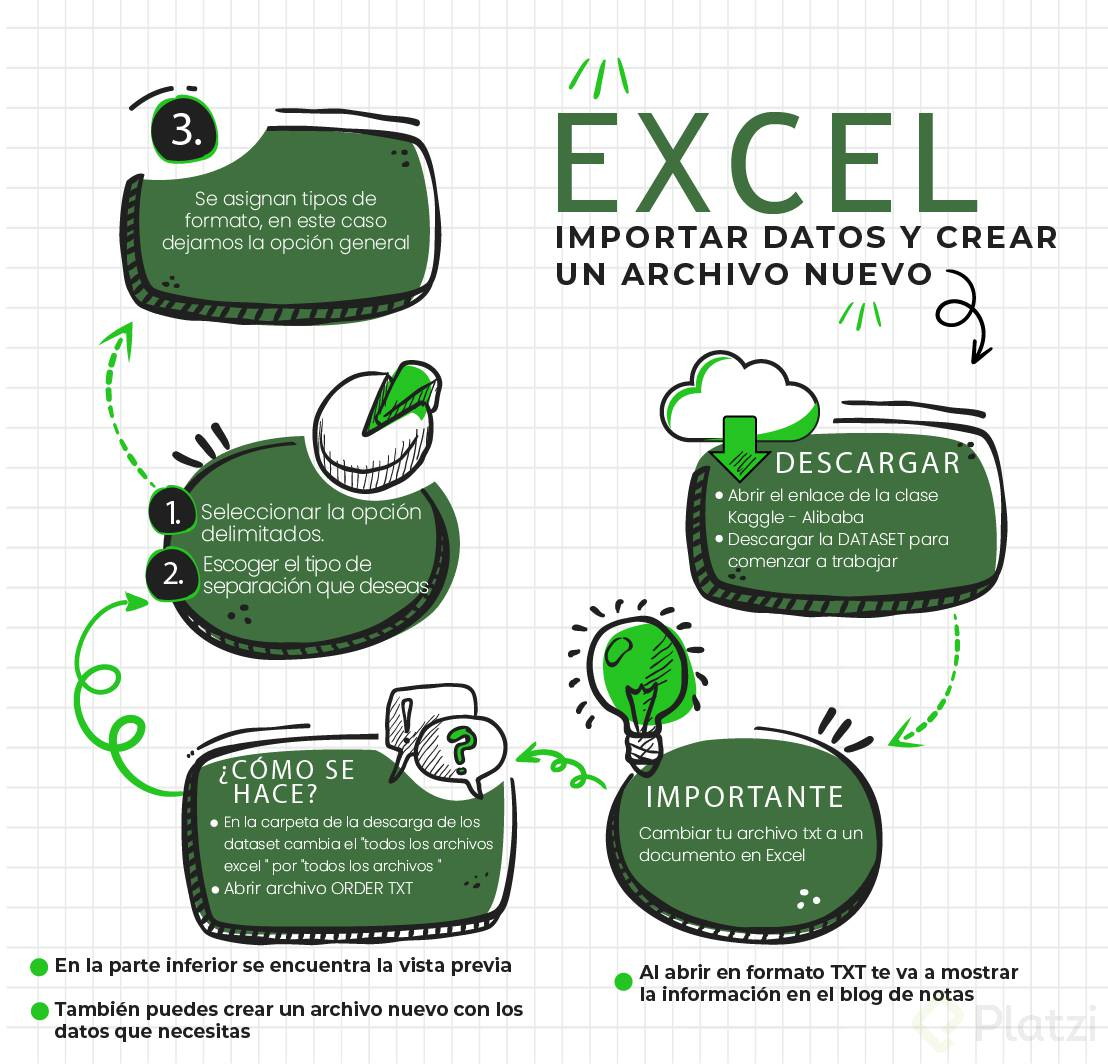 EXCEL
IMPORTAR DATOS Y CREAR
UN ARCHIVO NUEVO
DESCARGAR
Abrir el enlace de la clase
Kaggle - Alibaba
Descargar la DATASET para
comenzar a trabajar
IMPORTANTE
Cambiar tu archivo txt a un
documento en Excel
¿CÓMO SE
HACE?
En la carpeta de la descarga de los
dataset cambia el "todos los archivos
excel " por "todos los archivos "
Abrir archivo ORDER TXT
1.
Seleccionar la opción
delimitados.
2.
Escoger el tipo de
separación que deseas
3.
Se asignan tipos de
formato, en este caso
dejamos la opción general
En la parte inferior se encuentra la vista previa
También puedes crear un archivo nuevo con los
datos que necesitas
Al abrir en formato TXT te va a mostrar
la información en el blog de notas
Platzi